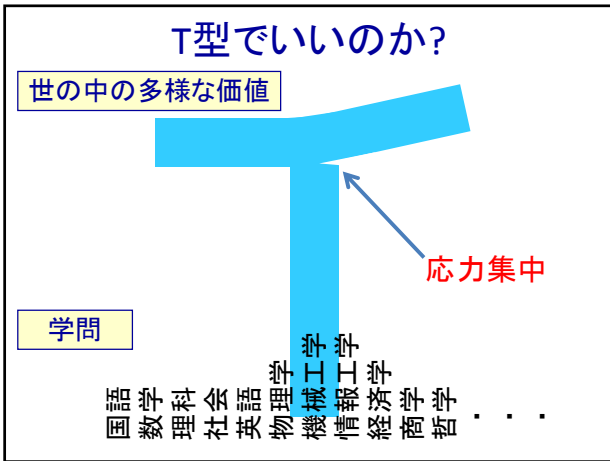 T型でいいのか?
世の中の多様な価値
応力集中
学問
国語
数学
理科
社会
英語
物理学
機械工学
情報工学
経済学
商学
哲学
・・・